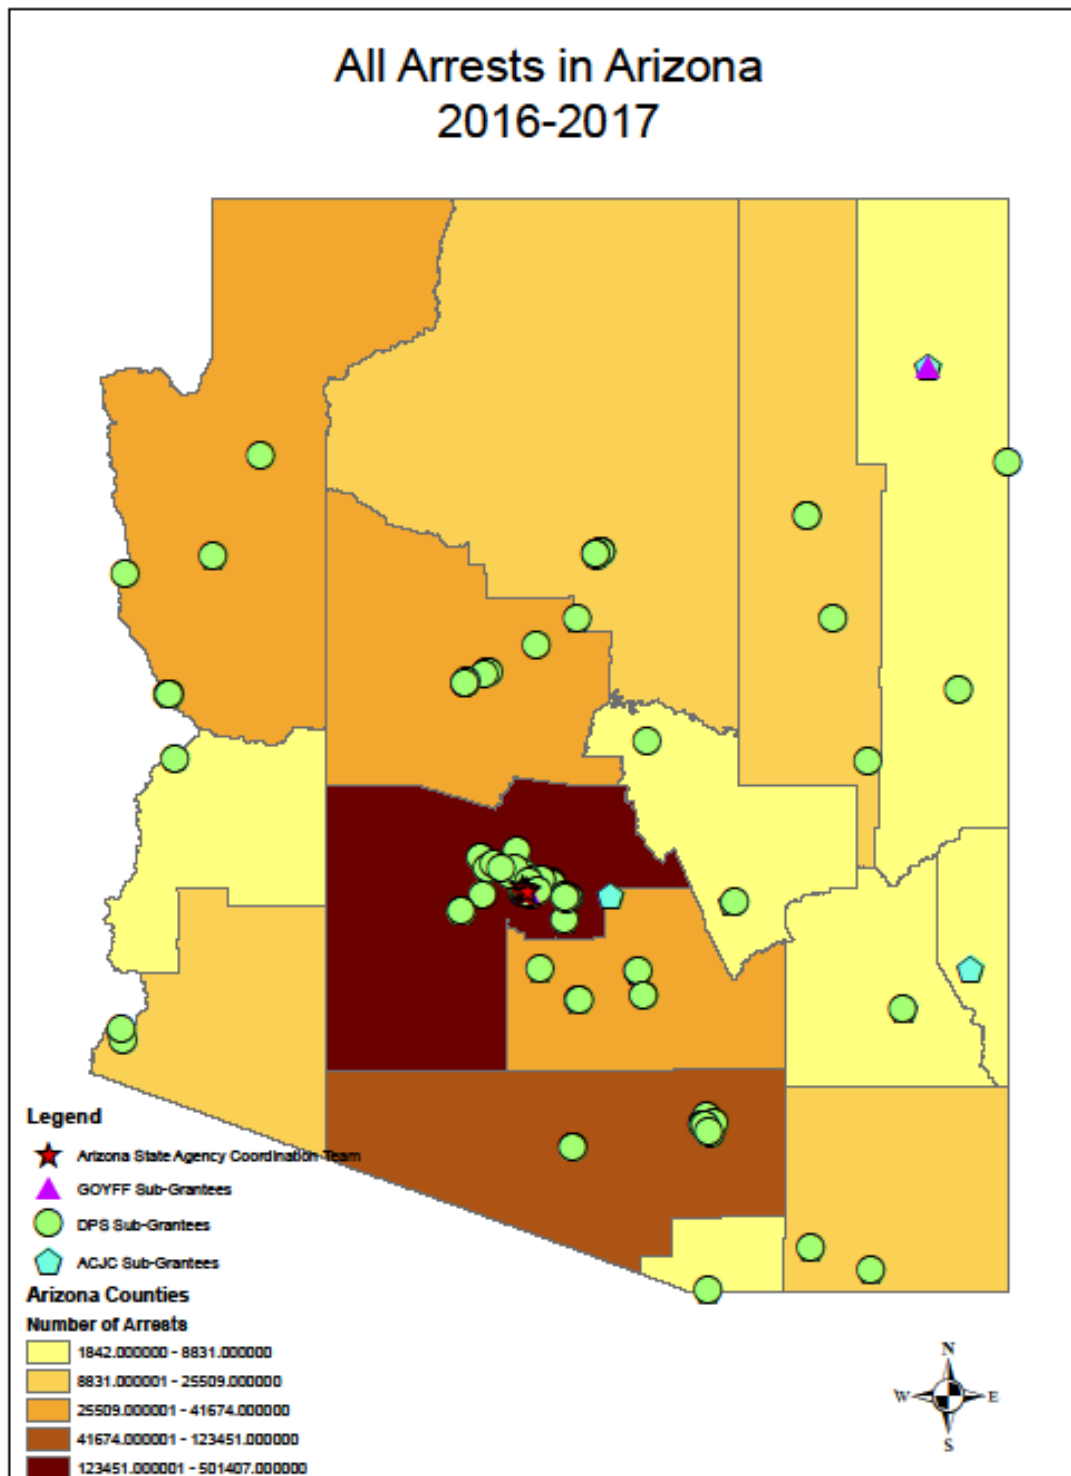 All Arrests in Arizona
2016-2017
Legend
Arizona State Agency Coordination Team
GOYFF Sub-Grantees
DPS Sub-Grantees
ACJC Sub-Grantees
Arizona Counties
Number of Arrests
1842.000000 - 8831.000000
8831.000001 - 25509.000000
25509.000001 - 41674.000000
41674.000001 - 123451.000000
123451.000001 - 501407.000000
N
W E
S